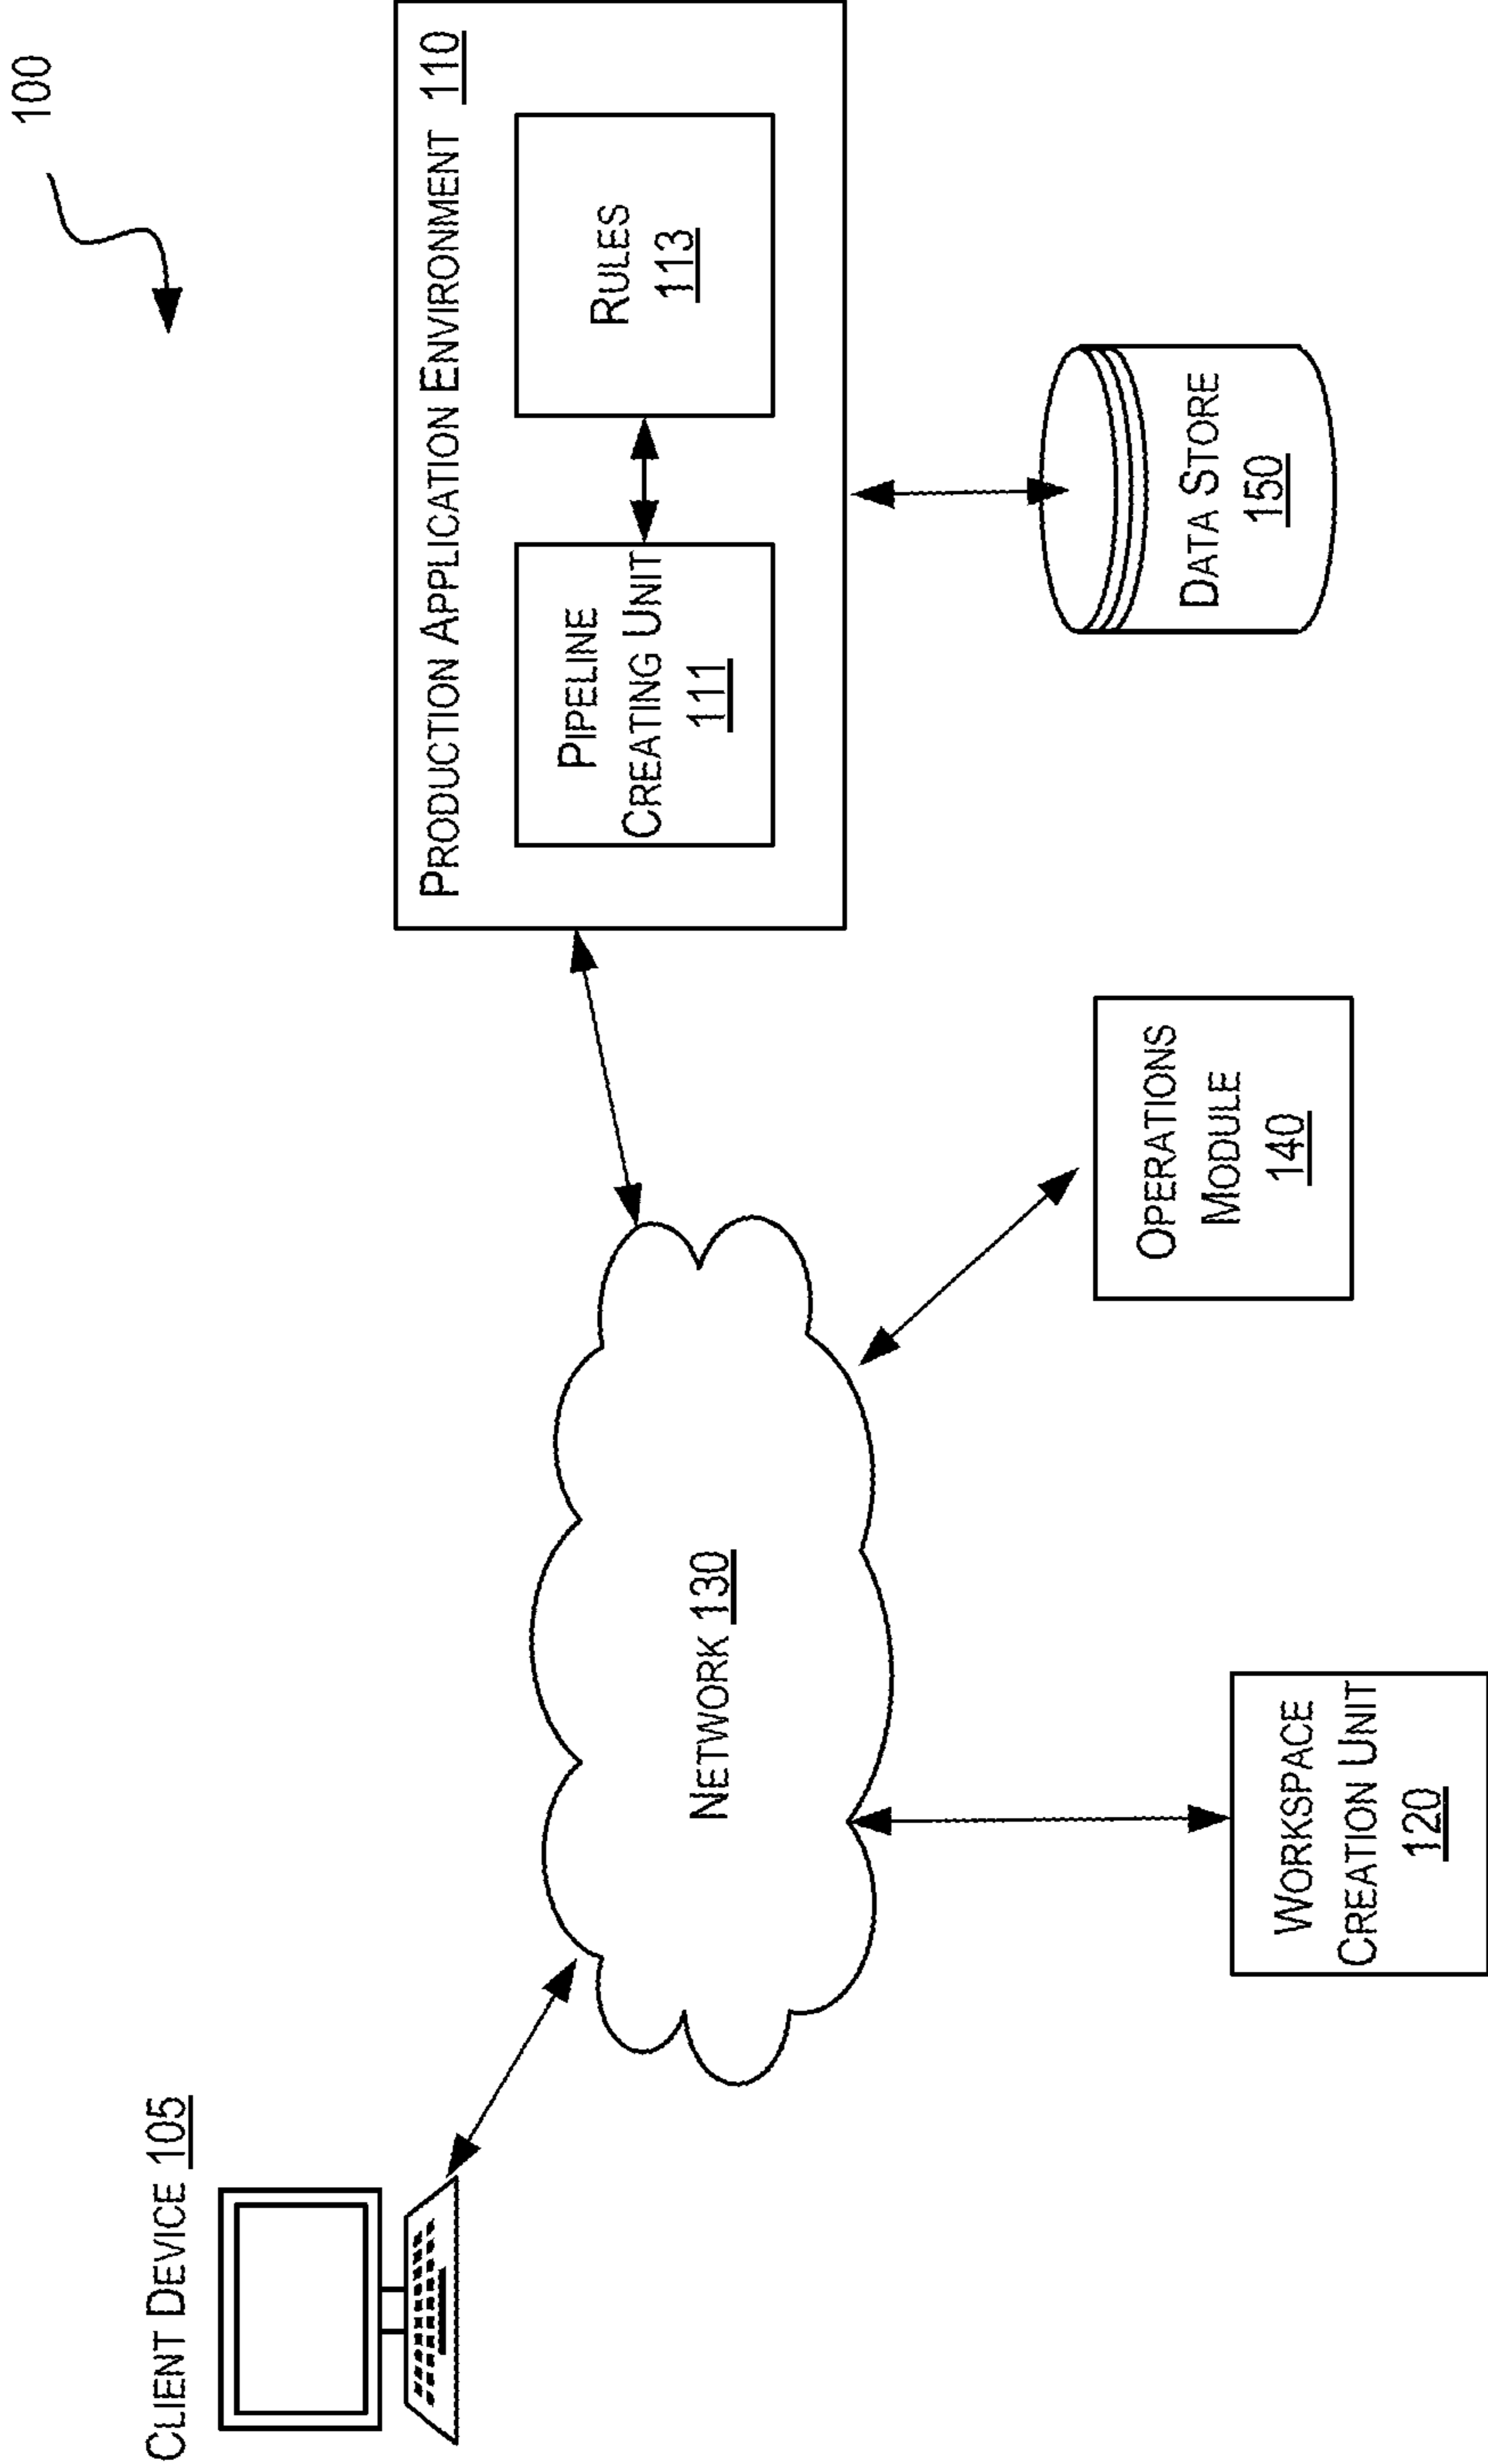 100
CLIENT DEVICE 105
PRODUCTION APPLICATION ENVIRONMENT 110
PIPELINE
CREATING UNIT
111
RULES
113
NETWORK 130
OPERATIONS
MODULE
140
DATA STORE
150
WORKSPACE
CREATION UNIT
120